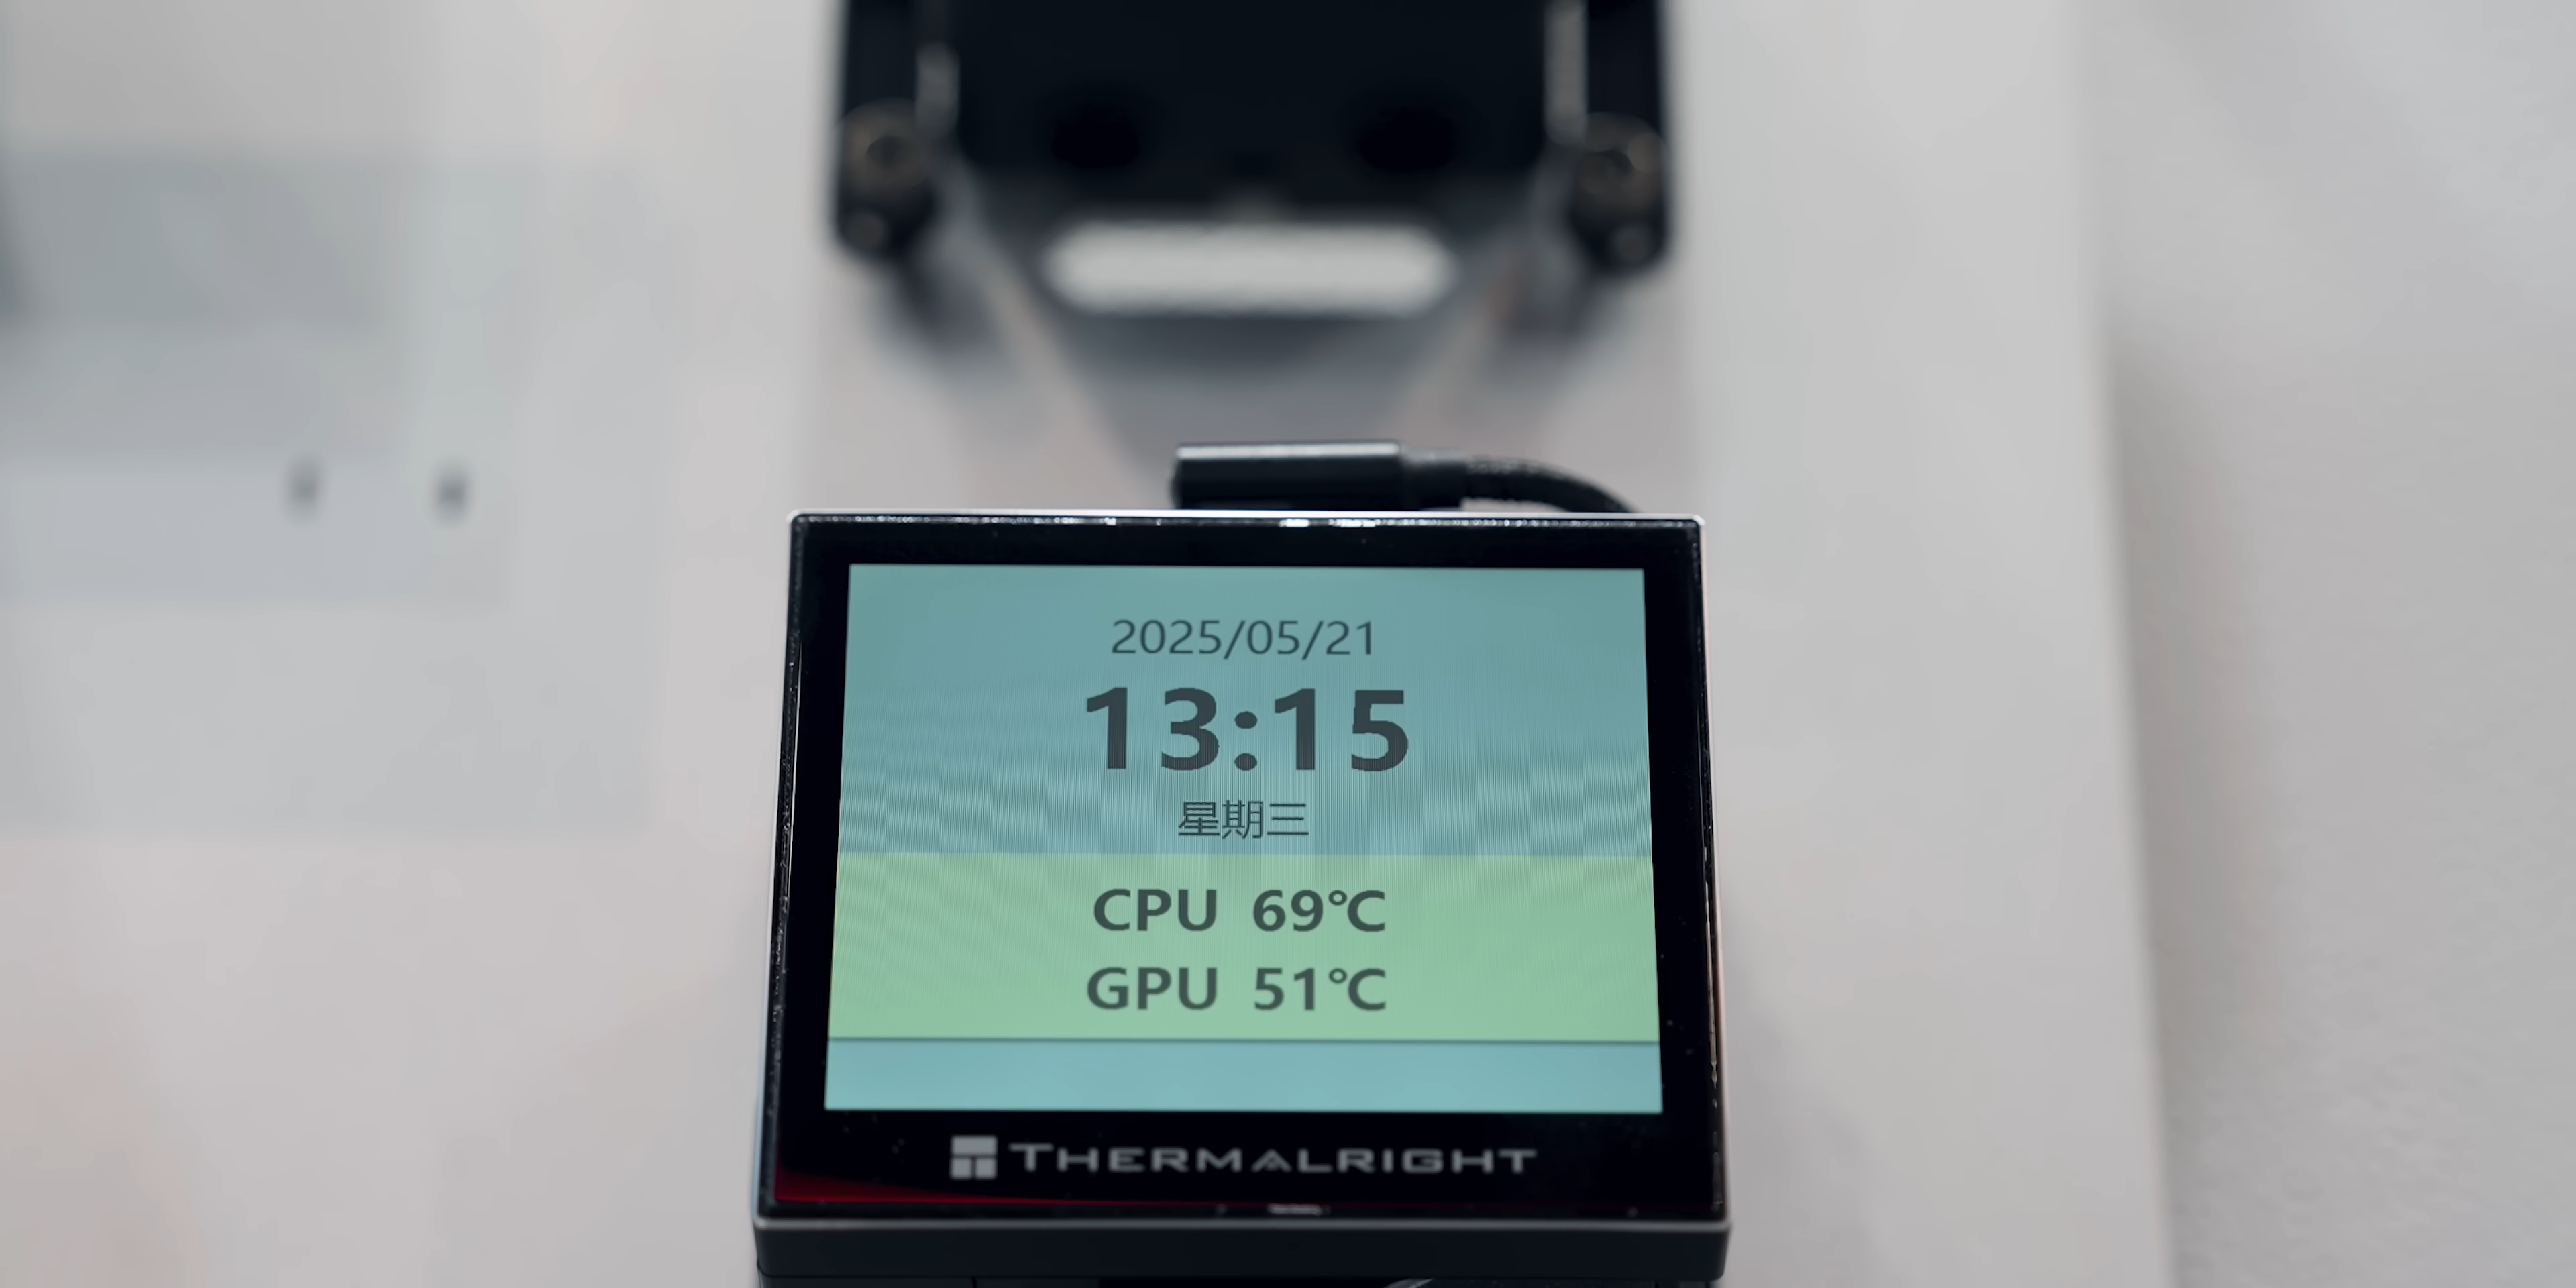 2025/05/21
13:15
星期三
CPU 69℃
GPU 51℃
THERMALRIGHT